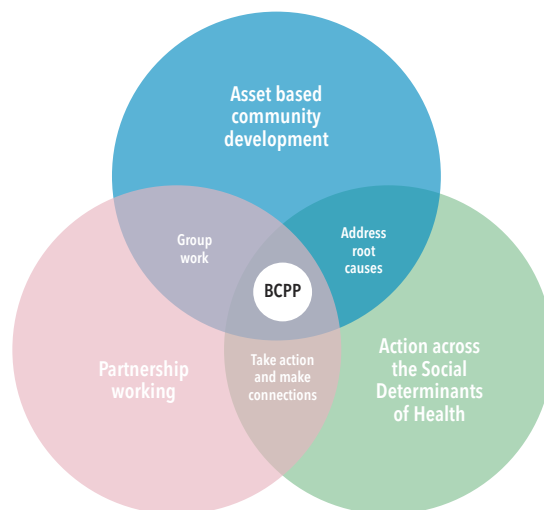 Asset based
community
development
Group
work
Address
root
causes
BCPP
Partnership
working
Take action
and make
connections
Action across
the Social
Determinants
of Health